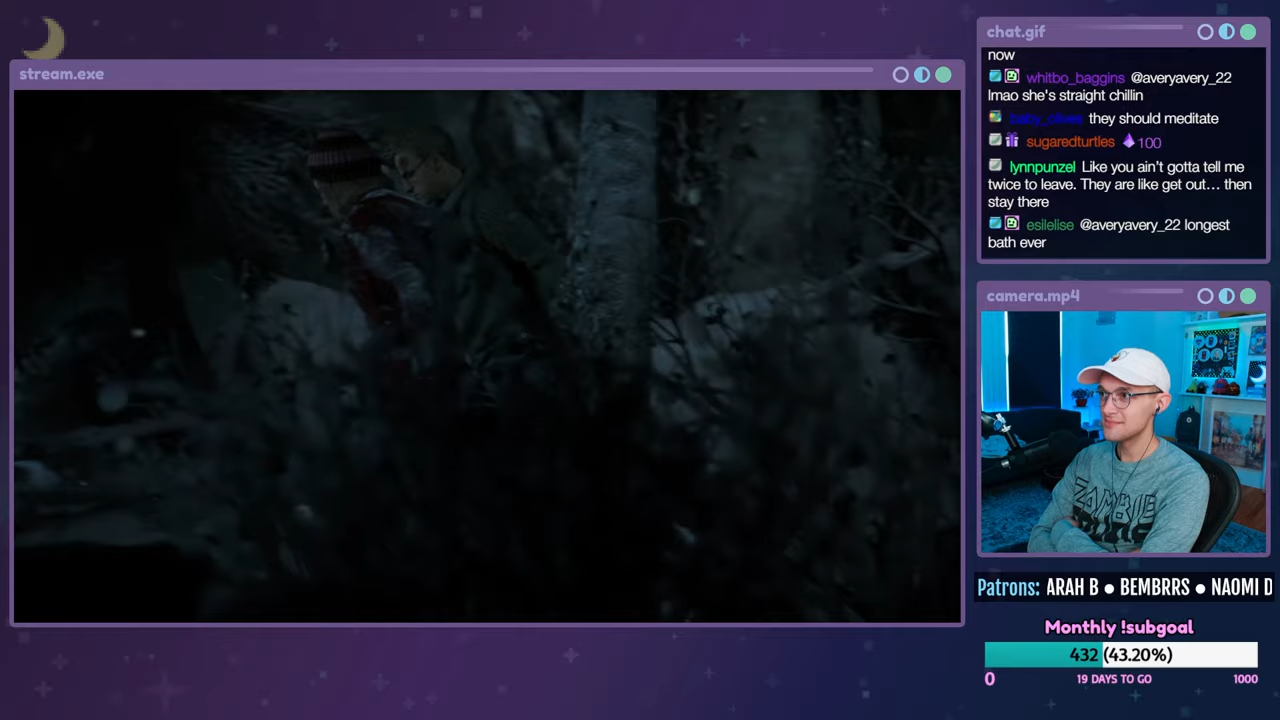 stream.exe
chat.gif
now
whitbo_baggins @averyavery_22
lmao she's straight chillin
baby_olives they should meditate
sugaredturtles 100
lynnpunzel Like you ain't gotta tell me
twice to leave. They are like get out... then
stay there
esilelise @averyavery_22 longest
bath ever
camera.mp4
ZOMBIE
Patrons: ARAH B ● BEMBRRS ● NAOMI D
Monthly !subgoal
432 (43.20%)
0 19 DAYS TO GO 1000